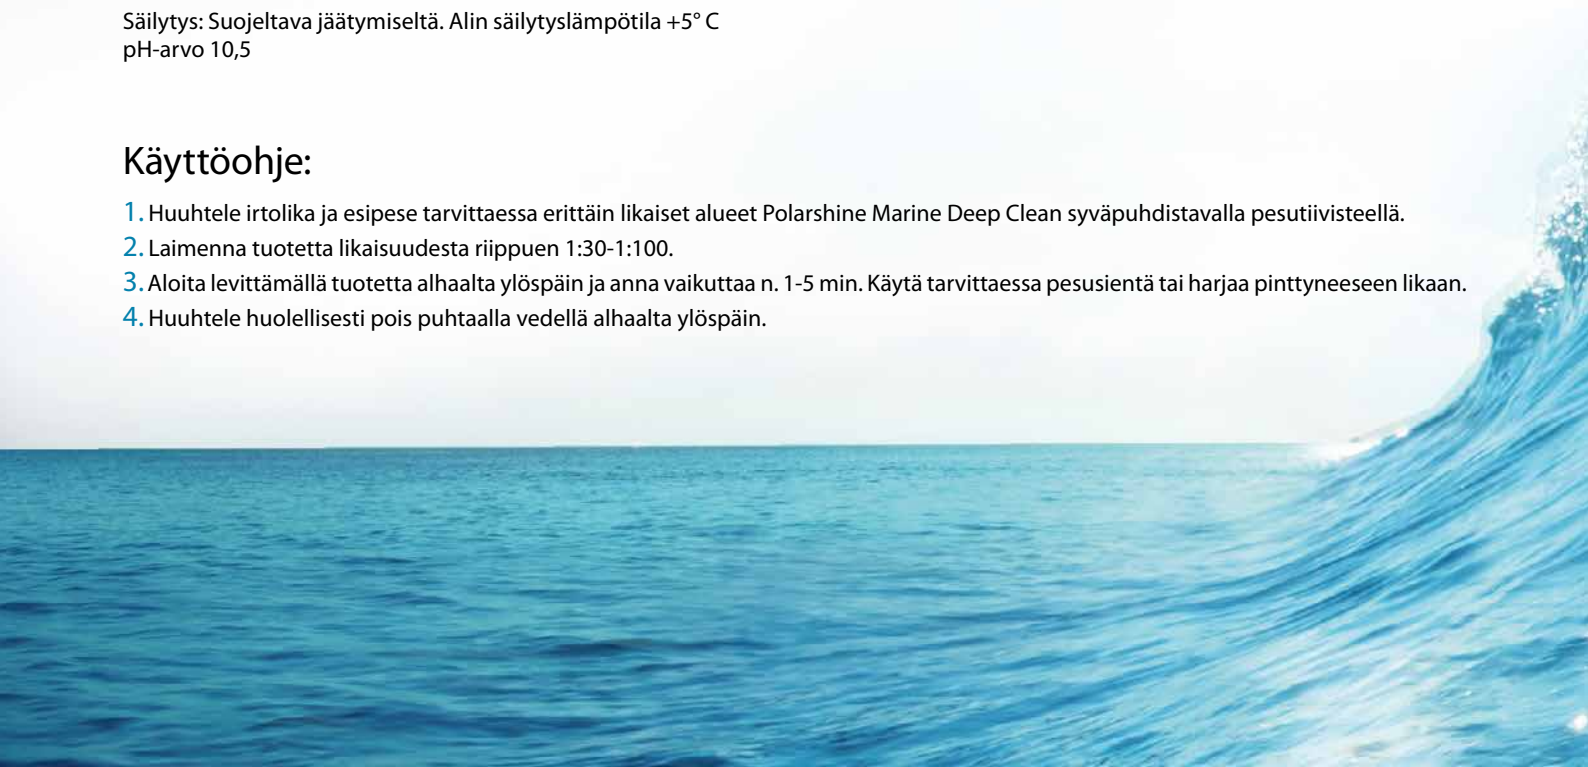 Säilytys: Suojeltava jäätymiseltä. Alin säilytyslämpötila +5° C
pH-arvo 10,5
Käyttöohje:
1. Huuhtele irtolika ja esipese tarvittaessa erittäin likaiset alueet Polarshine Marine Deep Clean syväpuhdistavalla pesutiivisteellä.
2. Laimenna tuotetta likaisuudesta riippuen 1:30-1:100.
3. Aloita levittämällä tuotetta alhaalta ylöspäin ja anna vaikuttaa n. 1-5 min. Käytä tarvittaessa pesusientä tai harjaa pinttyneeseen likaan.
4. Huuhtele huolellisesti pois puhtaalla vedellä alhaalta ylöspäin.